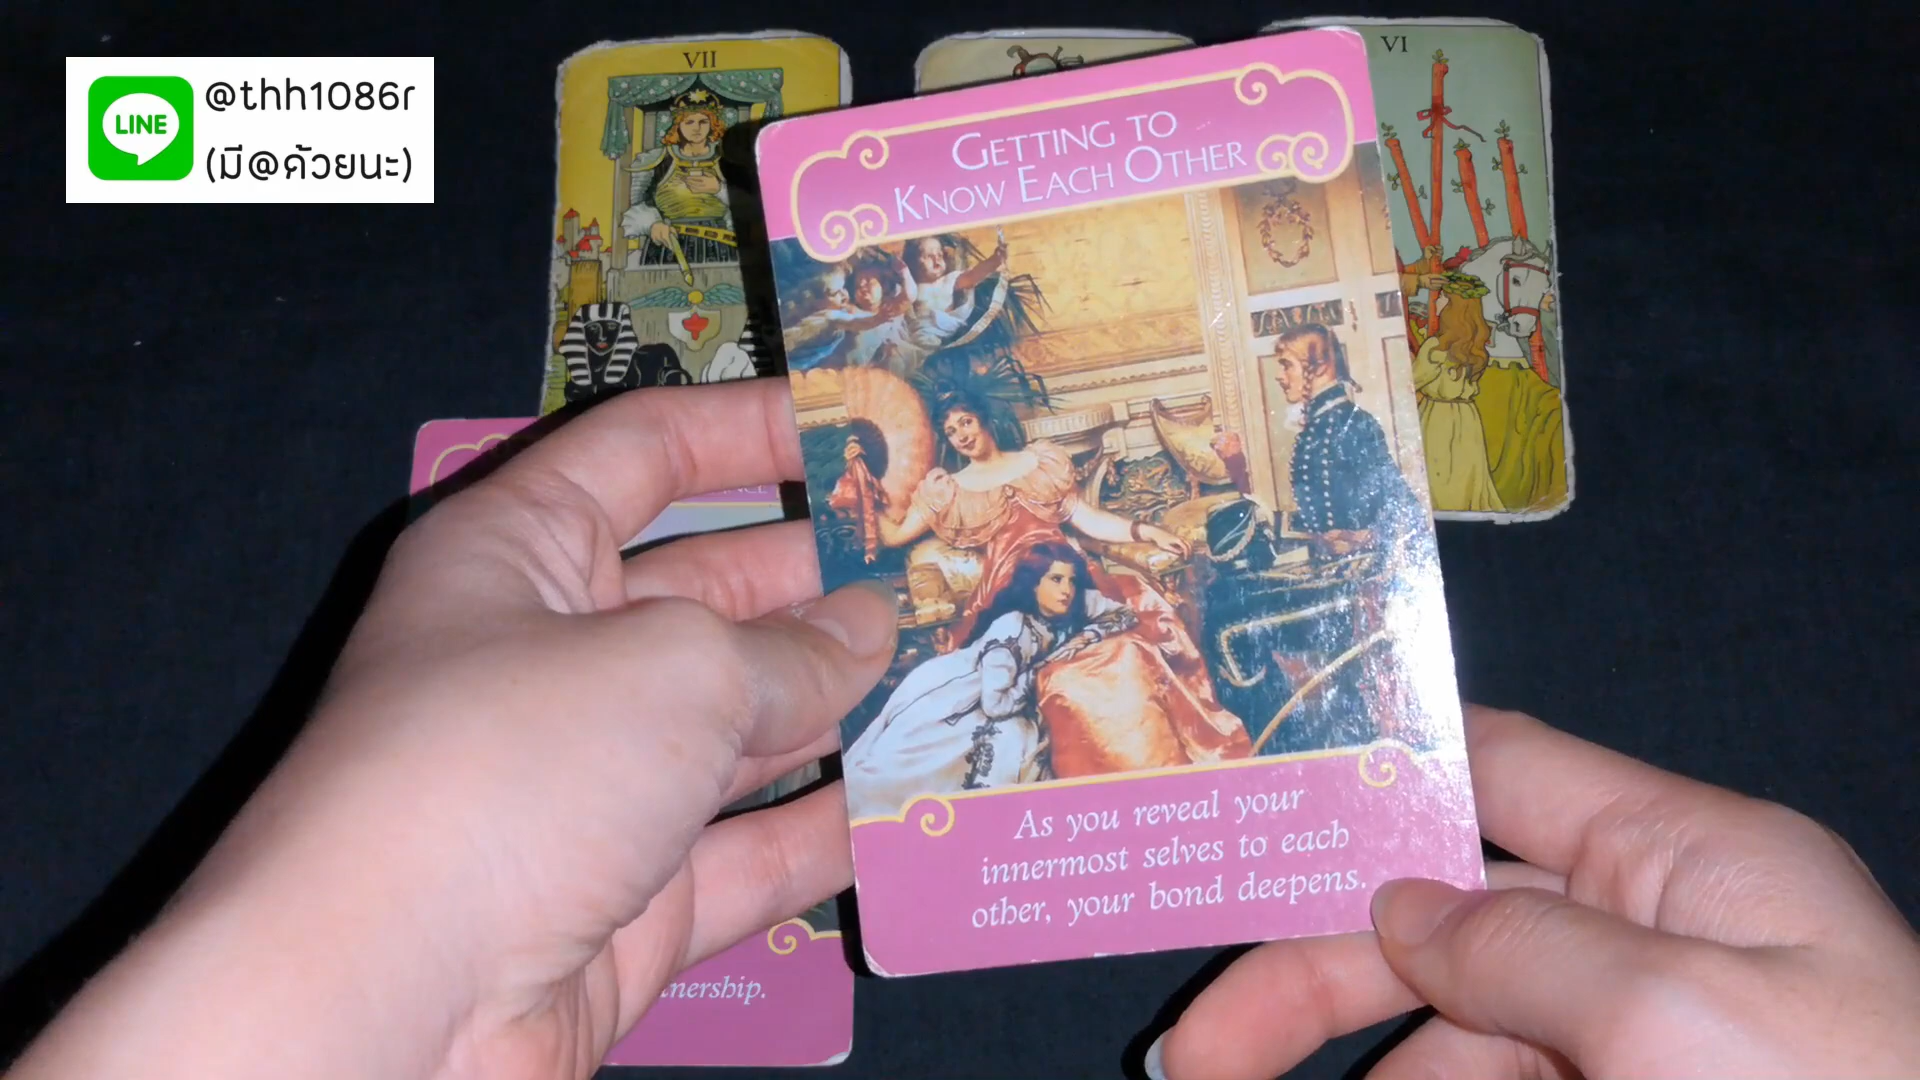 LINE
@thh1086r
(มี@ด้วยนะ)
VII
VI
GETTING TO
KNOW EACH OTHER
As you reveal your
innermost selves to each
other, your bond deepens.